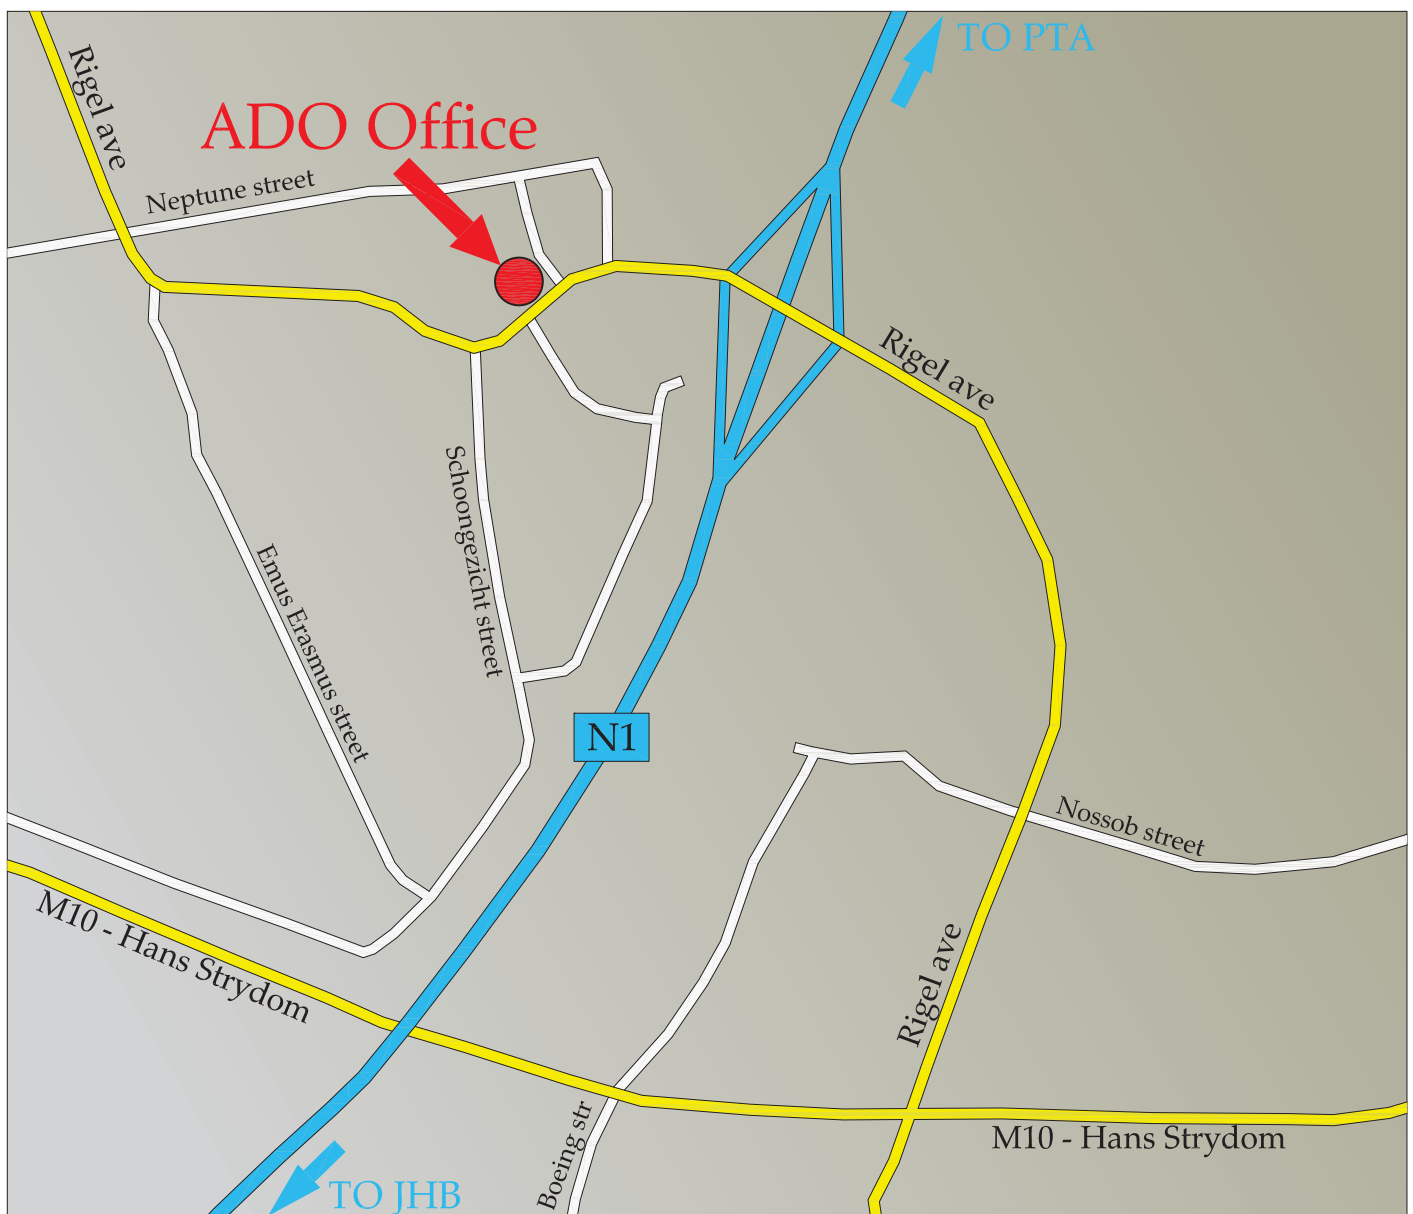 TO PTA
Rigel ave
ADO Office
Neptune street
Rigel ave
Schoongezicht street
Emus Erasmus street
N1
Nossob street
M10 - Hans Strydom
Rigel ave
Boeing str
M10 - Hans Strydom
TO JHB